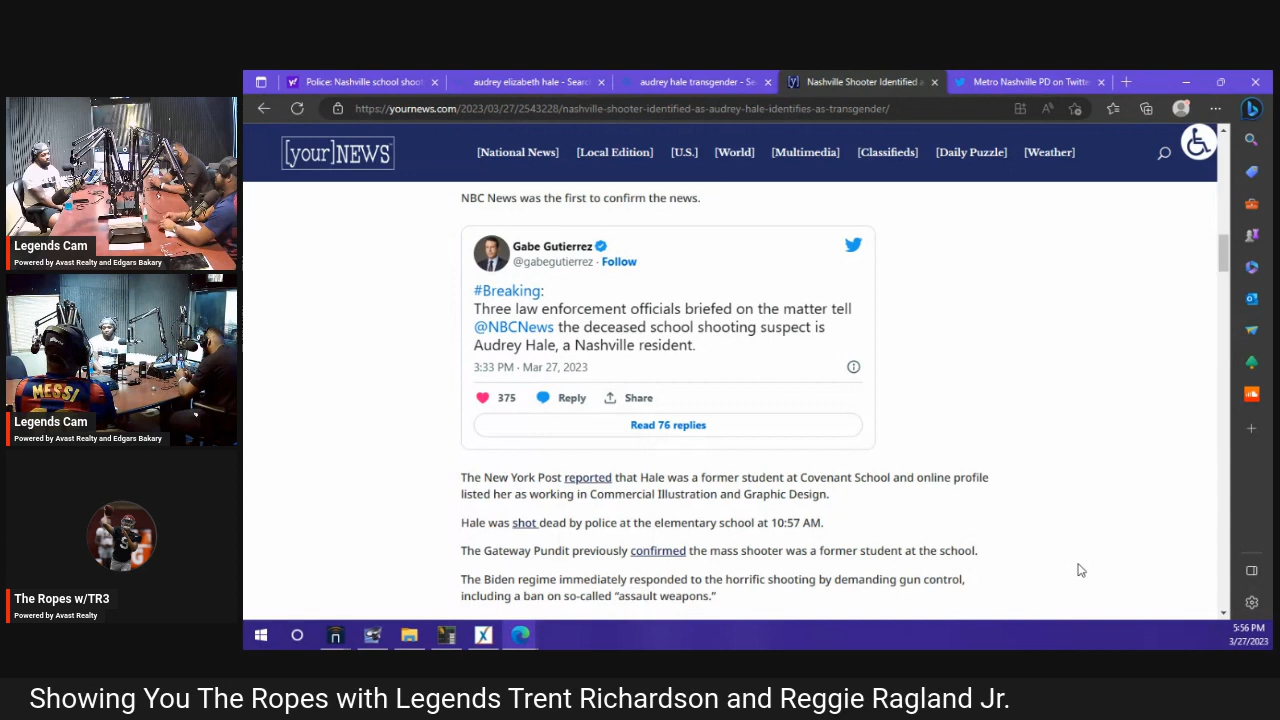 Police: Nashville school shoot
audrey elizabeth hale - Searc
audrey hale transgender - Se
Nashville Shooter Identified a
Metro Nashville PD on Twitte
https://yournews.com/2023/03/27/2543228/nashville-shooter-identified-as-audrey-hale-identifies-as-transgender/
[your]NEWS
[National News]
[Local Edition]
[U.S.]
[World]
[Multimedia]
[Classifieds]
[Daily Puzzle]
[Weather]
NBC News was the first to confirm the news.
Gabe Gutierrez
@gabegutierrez · Follow
#Breaking:
Three law enforcement officials briefed on the matter tell
@NBCNews the deceased school shooting suspect is
Audrey Hale, a Nashville resident.
3:33 PM · Mar 27, 2023
375 Reply Share
Read 76 replies
The New York Post reported that Hale was a former student at Covenant School and online profile
listed her as working in Commercial Illustration and Graphic Design.
Hale was shot dead by police at the elementary school at 10:57 AM.
The Gateway Pundit previously confirmed the mass shooter was a former student at the school.
The Biden regime immediately responded to the horrific shooting by demanding gun control,
including a ban on so-called “assault weapons.”
5:56 PM
3/27/2023
Legends Cam
Powered by Avast Realty and Edgars Bakary
MESSI
Legends Cam
Powered by Avast Realty and Edgars Bakary
The Ropes w/TR3
Powered by Avast Realty
Showing You The Ropes with Legends Trent Richardson and Reggie Ragland Jr.